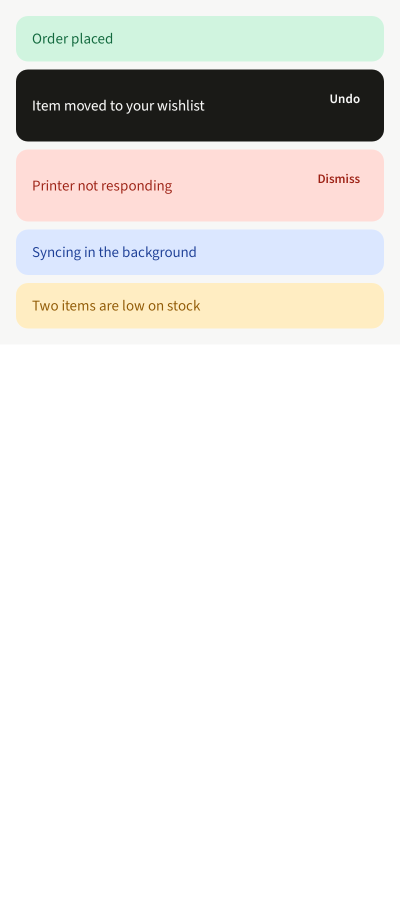 Order placed
Item moved to your wishlist
Undo
Printer not responding
Dismiss
Syncing in the background
Two items are low on stock